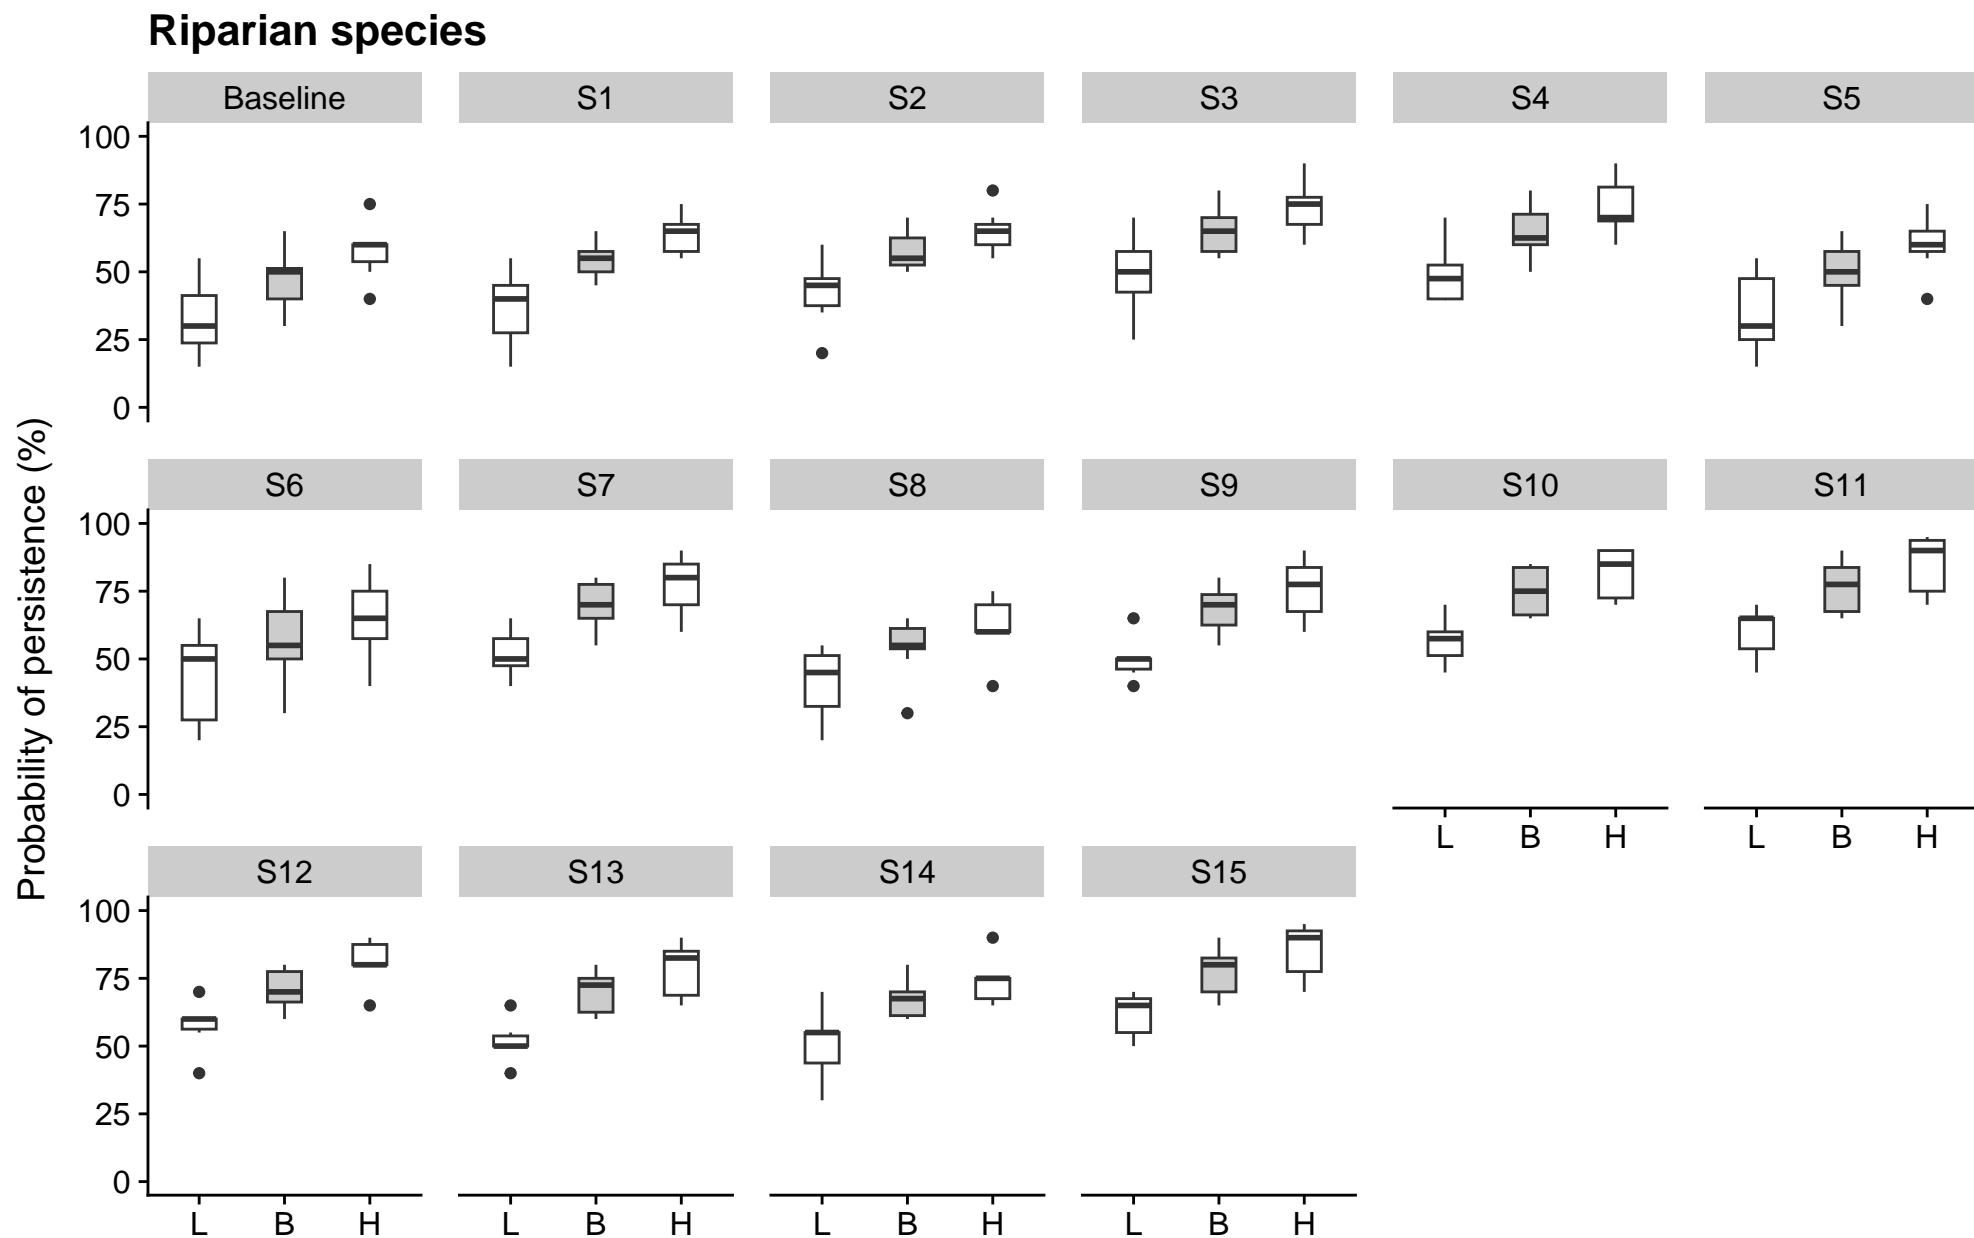 Riparian species
Baseline S1 S2 S3 S4 S5
100
75
50
25
0
Probability of persistence (%)
S6 S7 S8 S9 S10 S11
100
75
50
25
0
L B H L B H
S12 S13 S14 S15
100
75
50
25
0
L B H L B H L B H L B H